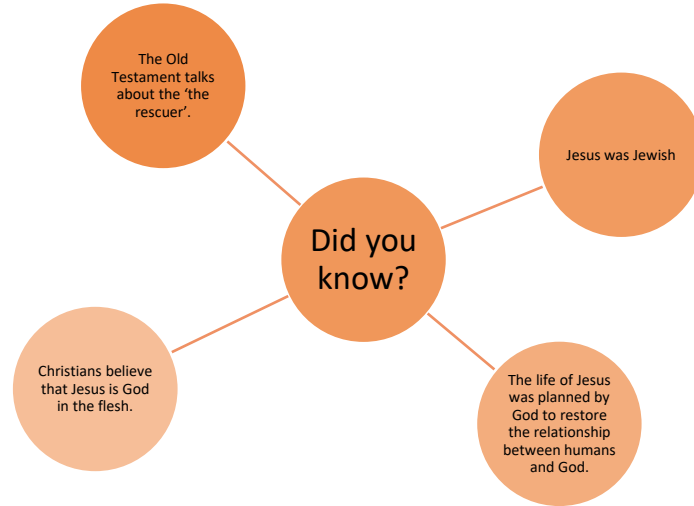 The Old
Testament talks
about the 'the
rescuer'.
Jesus was Jewish
Did you
know?
Christians believe
that Jesus is God
in the flesh.
The life of Jesus
was planned by
God to restore
the relationship
between humans
and God.